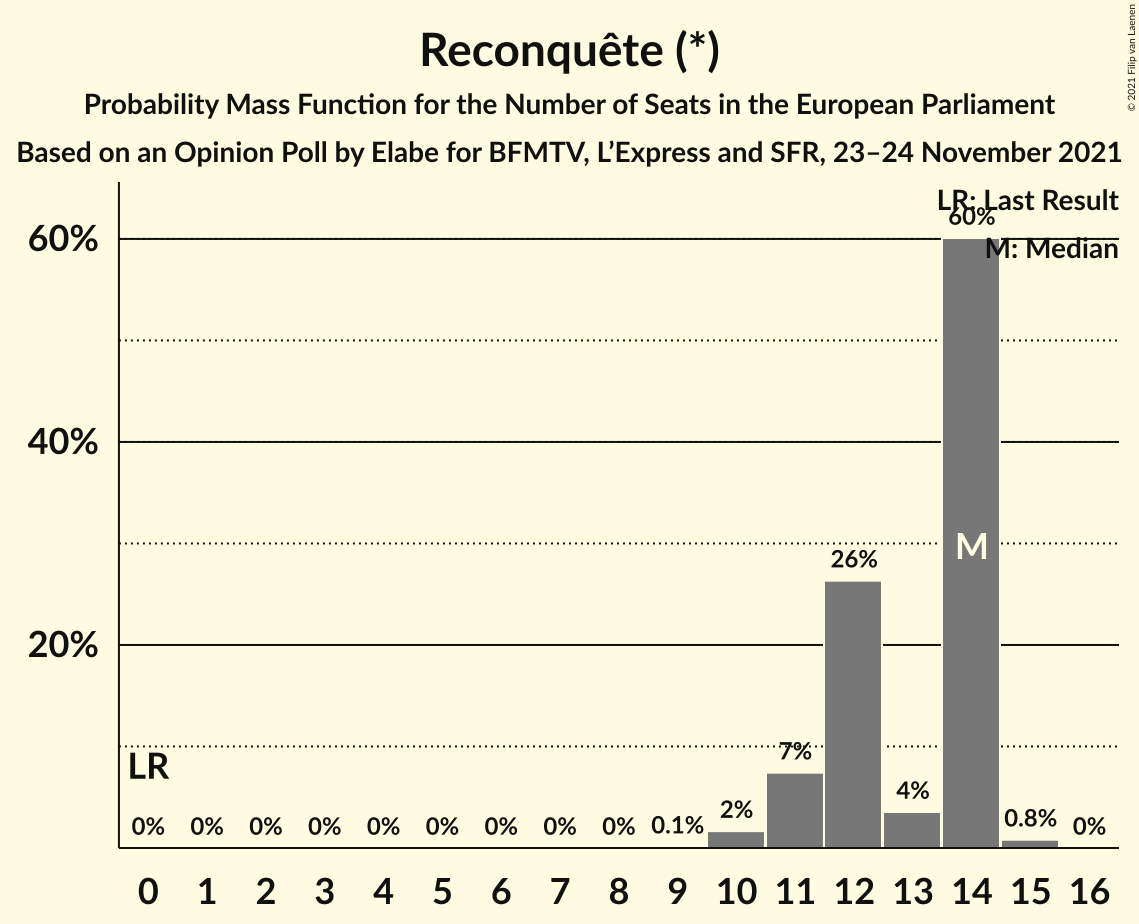 Reconquête (*)
Probability Mass Function for the Number of Seats in the European Parliament
Based on an Opinion Poll by Elabe for BFMTV, L’Express and SFR, 23–24 November 2021
© 2021 Filip van Laenen
LR: Last Result
M: Median
60%
40%
20%
LR
0% 0% 0% 0% 0% 0% 0% 0% 0% 0.1% 2% 7% 26% 4% 60% 0.8% 0%
M
0 1 2 3 4 5 6 7 8 9 10 11 12 13 14 15 16